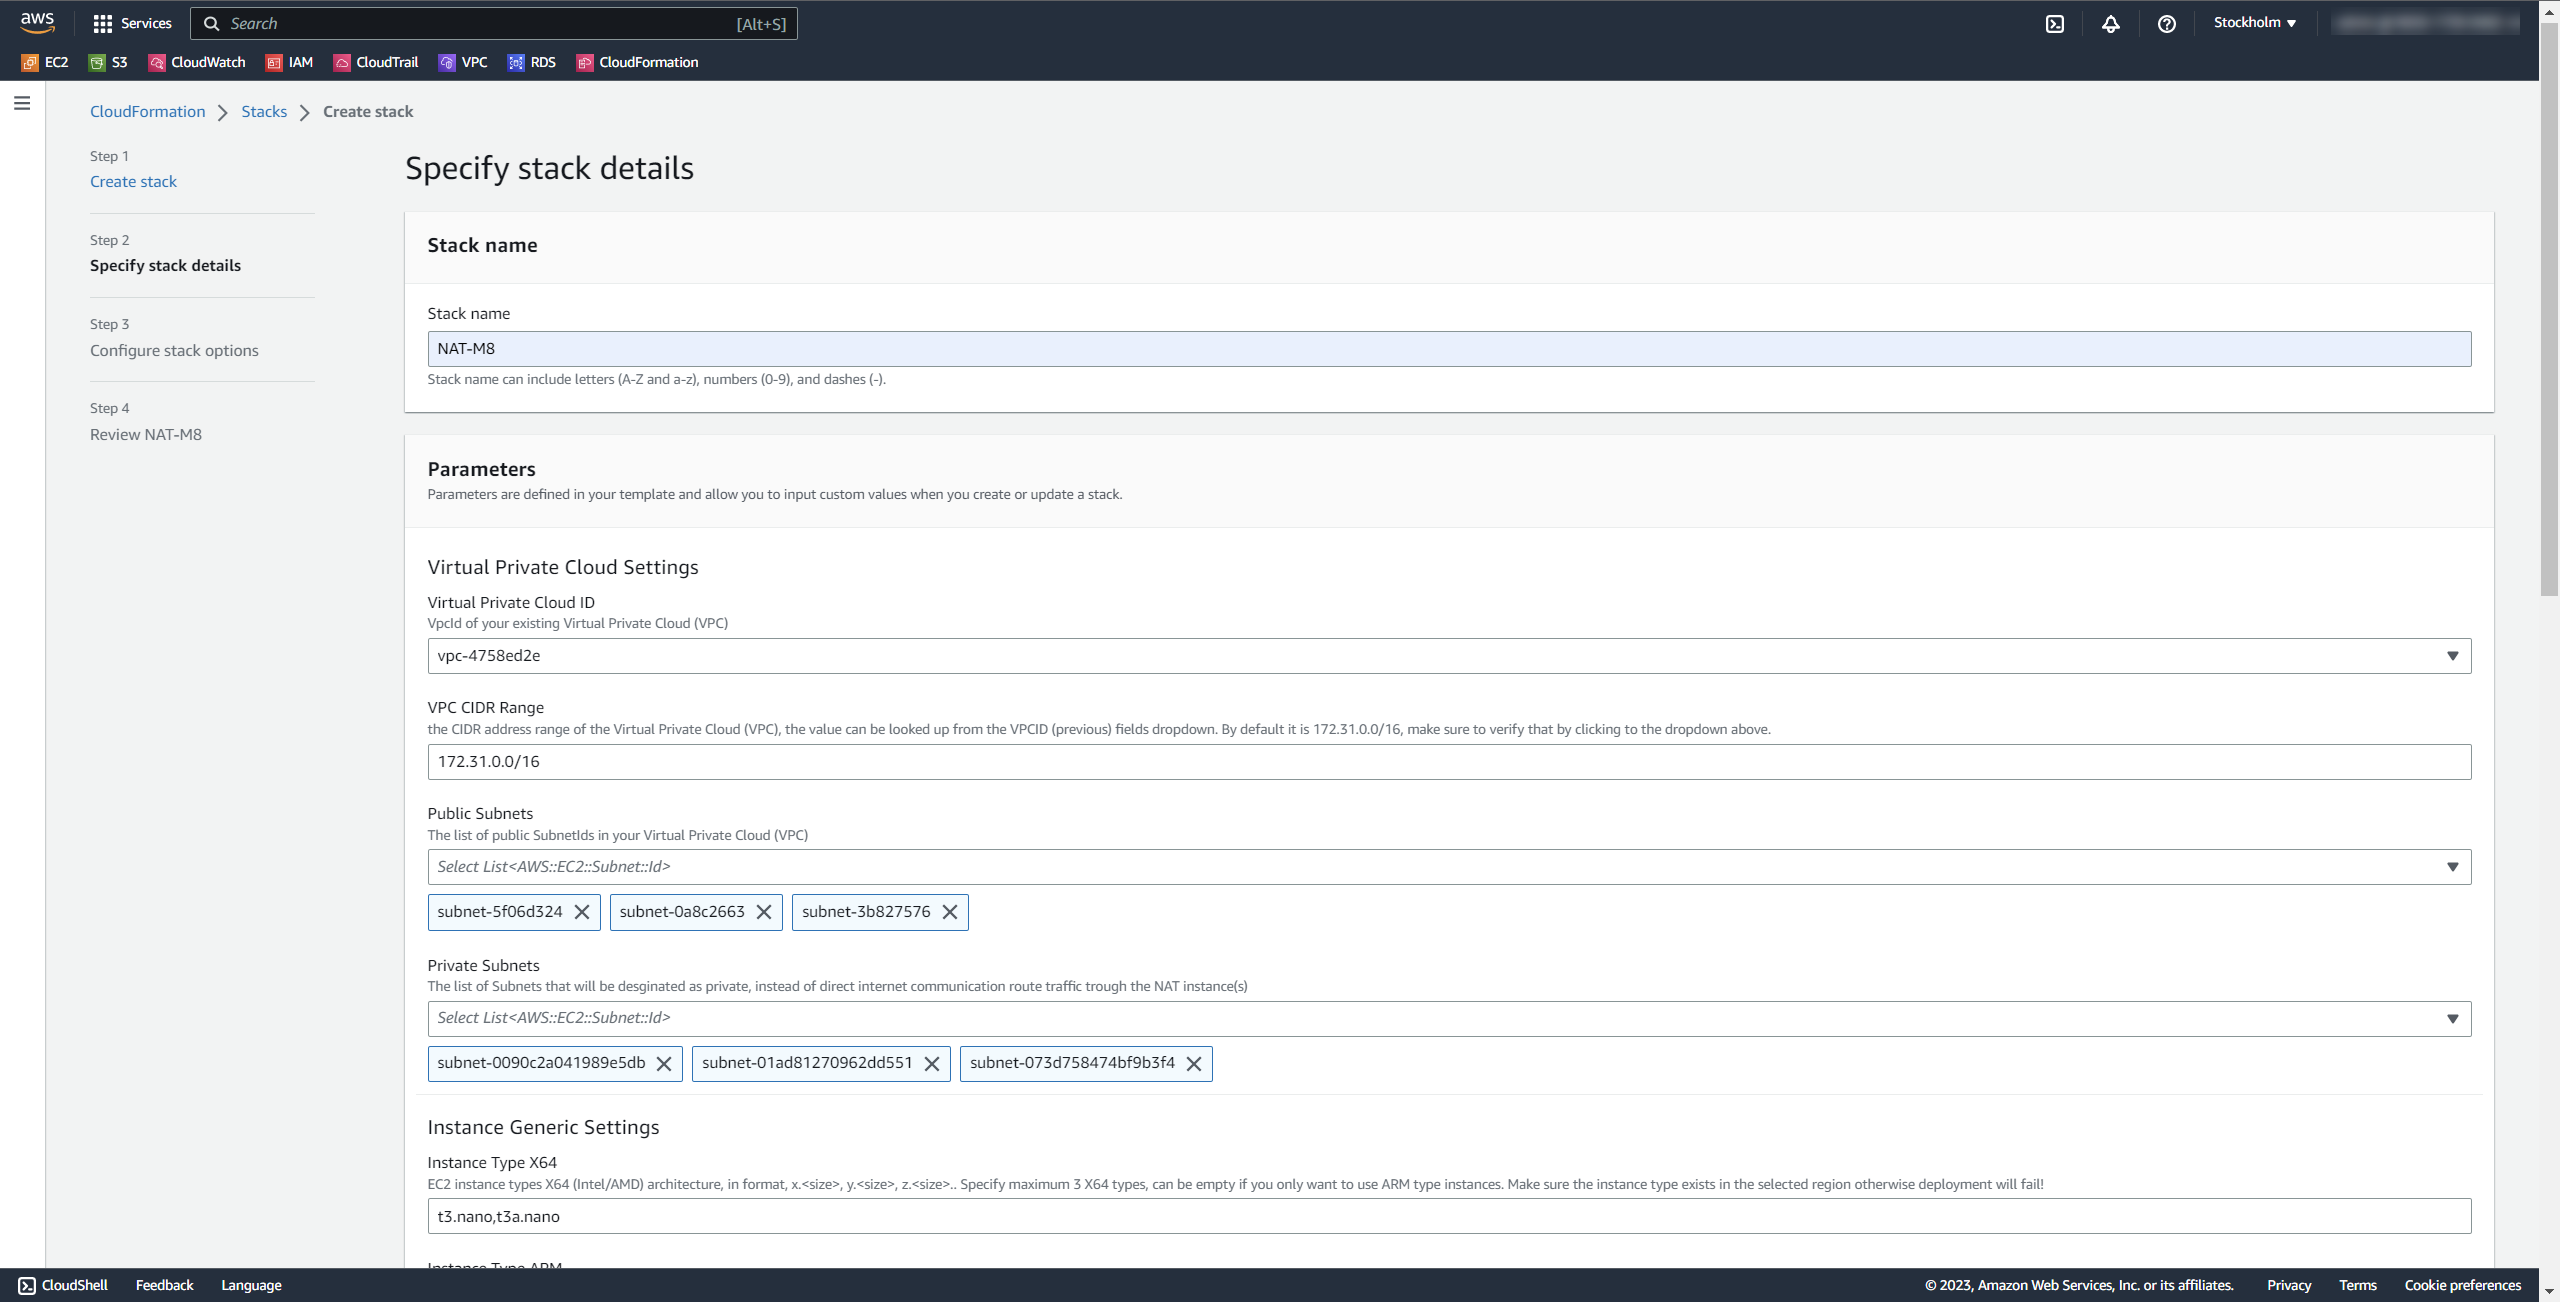 aws
Services
Search
[Alt+S]
Stockholm
EC2
S3
CloudWatch
IAM
CloudTrail
VPC
RDS
CloudFormation
CloudFormation
Stacks
Create stack
Step 1
Create stack
Step 2
Specify stack details
Step 3
Configure stack options
Step 4
Review NAT-M8
Specify stack details
Stack name
Stack name
NAT-M8
Stack name can include letters (A-Z and a-z), numbers (0-9), and dashes (-).
Parameters
Parameters are defined in your template and allow you to input custom values when you create or update a stack.
Virtual Private Cloud Settings
Virtual Private Cloud ID
VpcId of your existing Virtual Private Cloud (VPC)
vpc-4758ed2e
VPC CIDR Range
the CIDR address range of the Virtual Private Cloud (VPC), the value can be looked up from the VPCID (previous) fields dropdown. By default it is 172.31.0.0/16, make sure to verify that by clicking to the dropdown above.
172.31.0.0/16
Public Subnets
The list of public SubnetIds in your Virtual Private Cloud (VPC)
Select List<AWS::EC2::Subnet::Id>
subnet-5f06d324
subnet-0a8c2663
subnet-3b827576
Private Subnets
The list of Subnets that will be desginated as private, instead of direct internet communication route traffic trough the NAT instance(s)
Select List<AWS::EC2::Subnet::Id>
subnet-0090c2a041989e5db
subnet-01ad81270962dd551
subnet-073d758474bf9b3f4
Instance Generic Settings
Instance Type X64
EC2 instance types X64 (Intel/AMD) architecture, in format, x.<size>, y.<size>, z.<size>.. Specify maximum 3 X64 types, can be empty if you only want to use ARM type instances. Make sure the instance type exists in the selected region otherwise deployment will fail!
t3.nano,t3a.nano
Instance Type ARM
CloudShell
Feedback
Language
© 2023, Amazon Web Services, Inc. or its affiliates.
Privacy
Terms
Cookie preferences